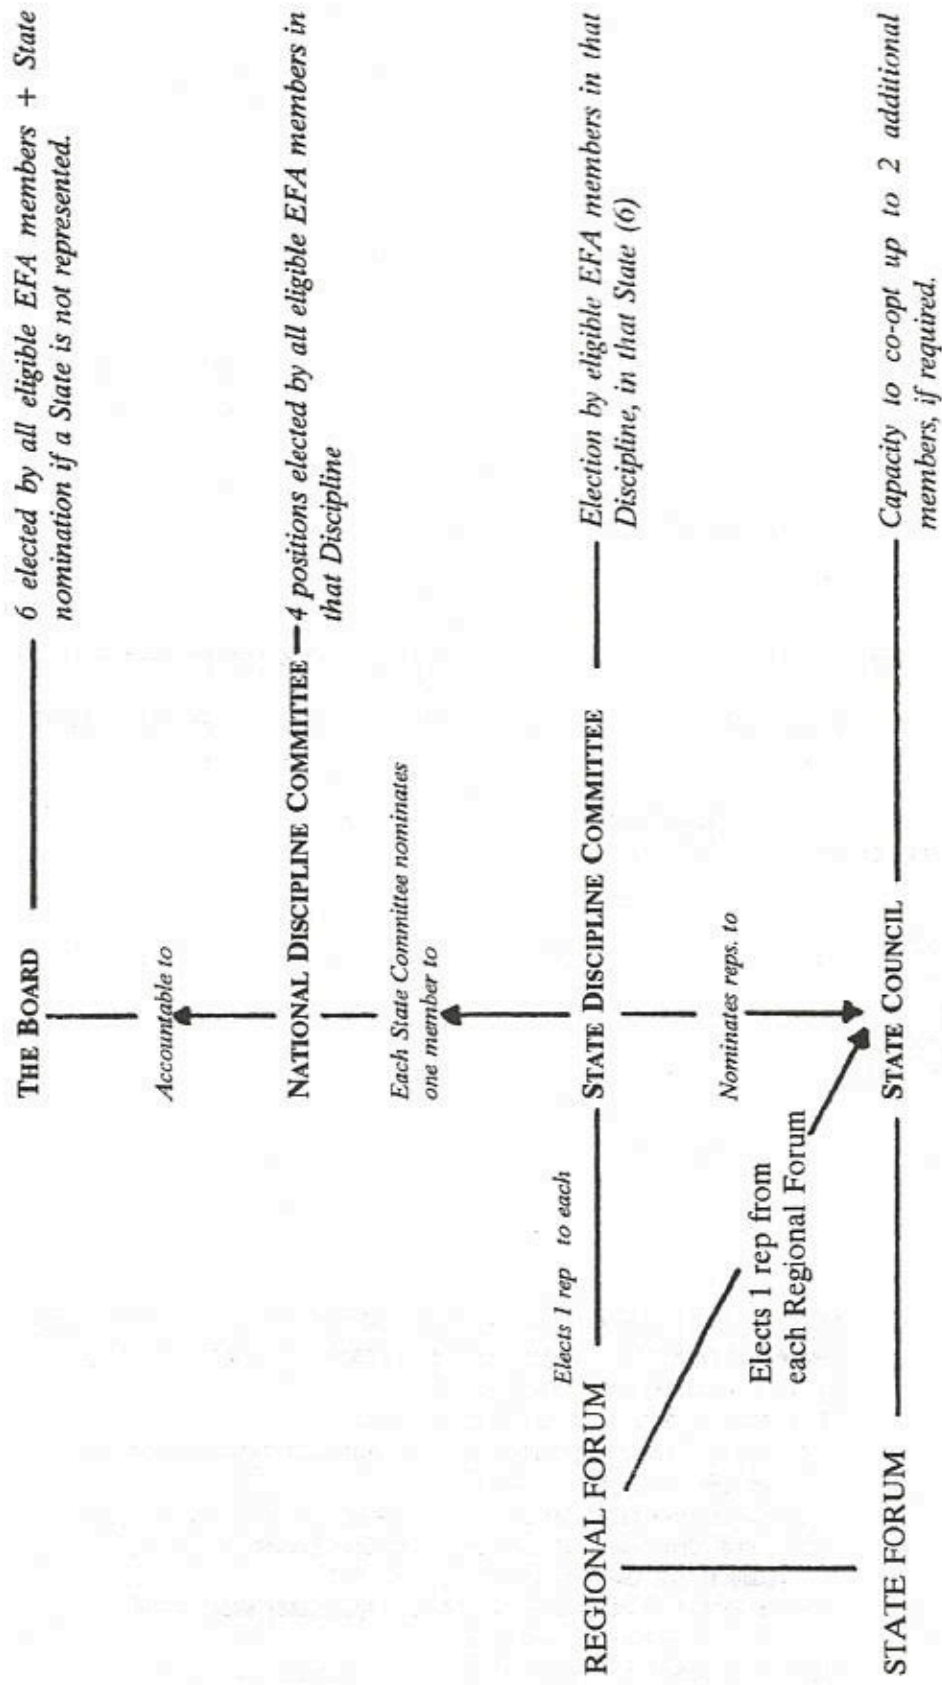 THE BOARD
6 elected by all eligible EFA members + State
nomination if a State is not represented.
Accountable to
NATIONAL DISCIPLINE COMMITTEE
4 positions elected by all eligible EFA members in
that Discipline
Each State Committee nominates
one member to
REGIONAL FORUM
Elects 1 rep to each
STATE DISCIPLINE COMMITTEE
Election by eligible EFA members in that
Discipline, in that State (6)
Nominates reps. to
Elects 1 rep from
each Regional Forum
STATE FORUM
STATE COUNCIL
Capacity to co-opt up to 2 additional
members, if required.